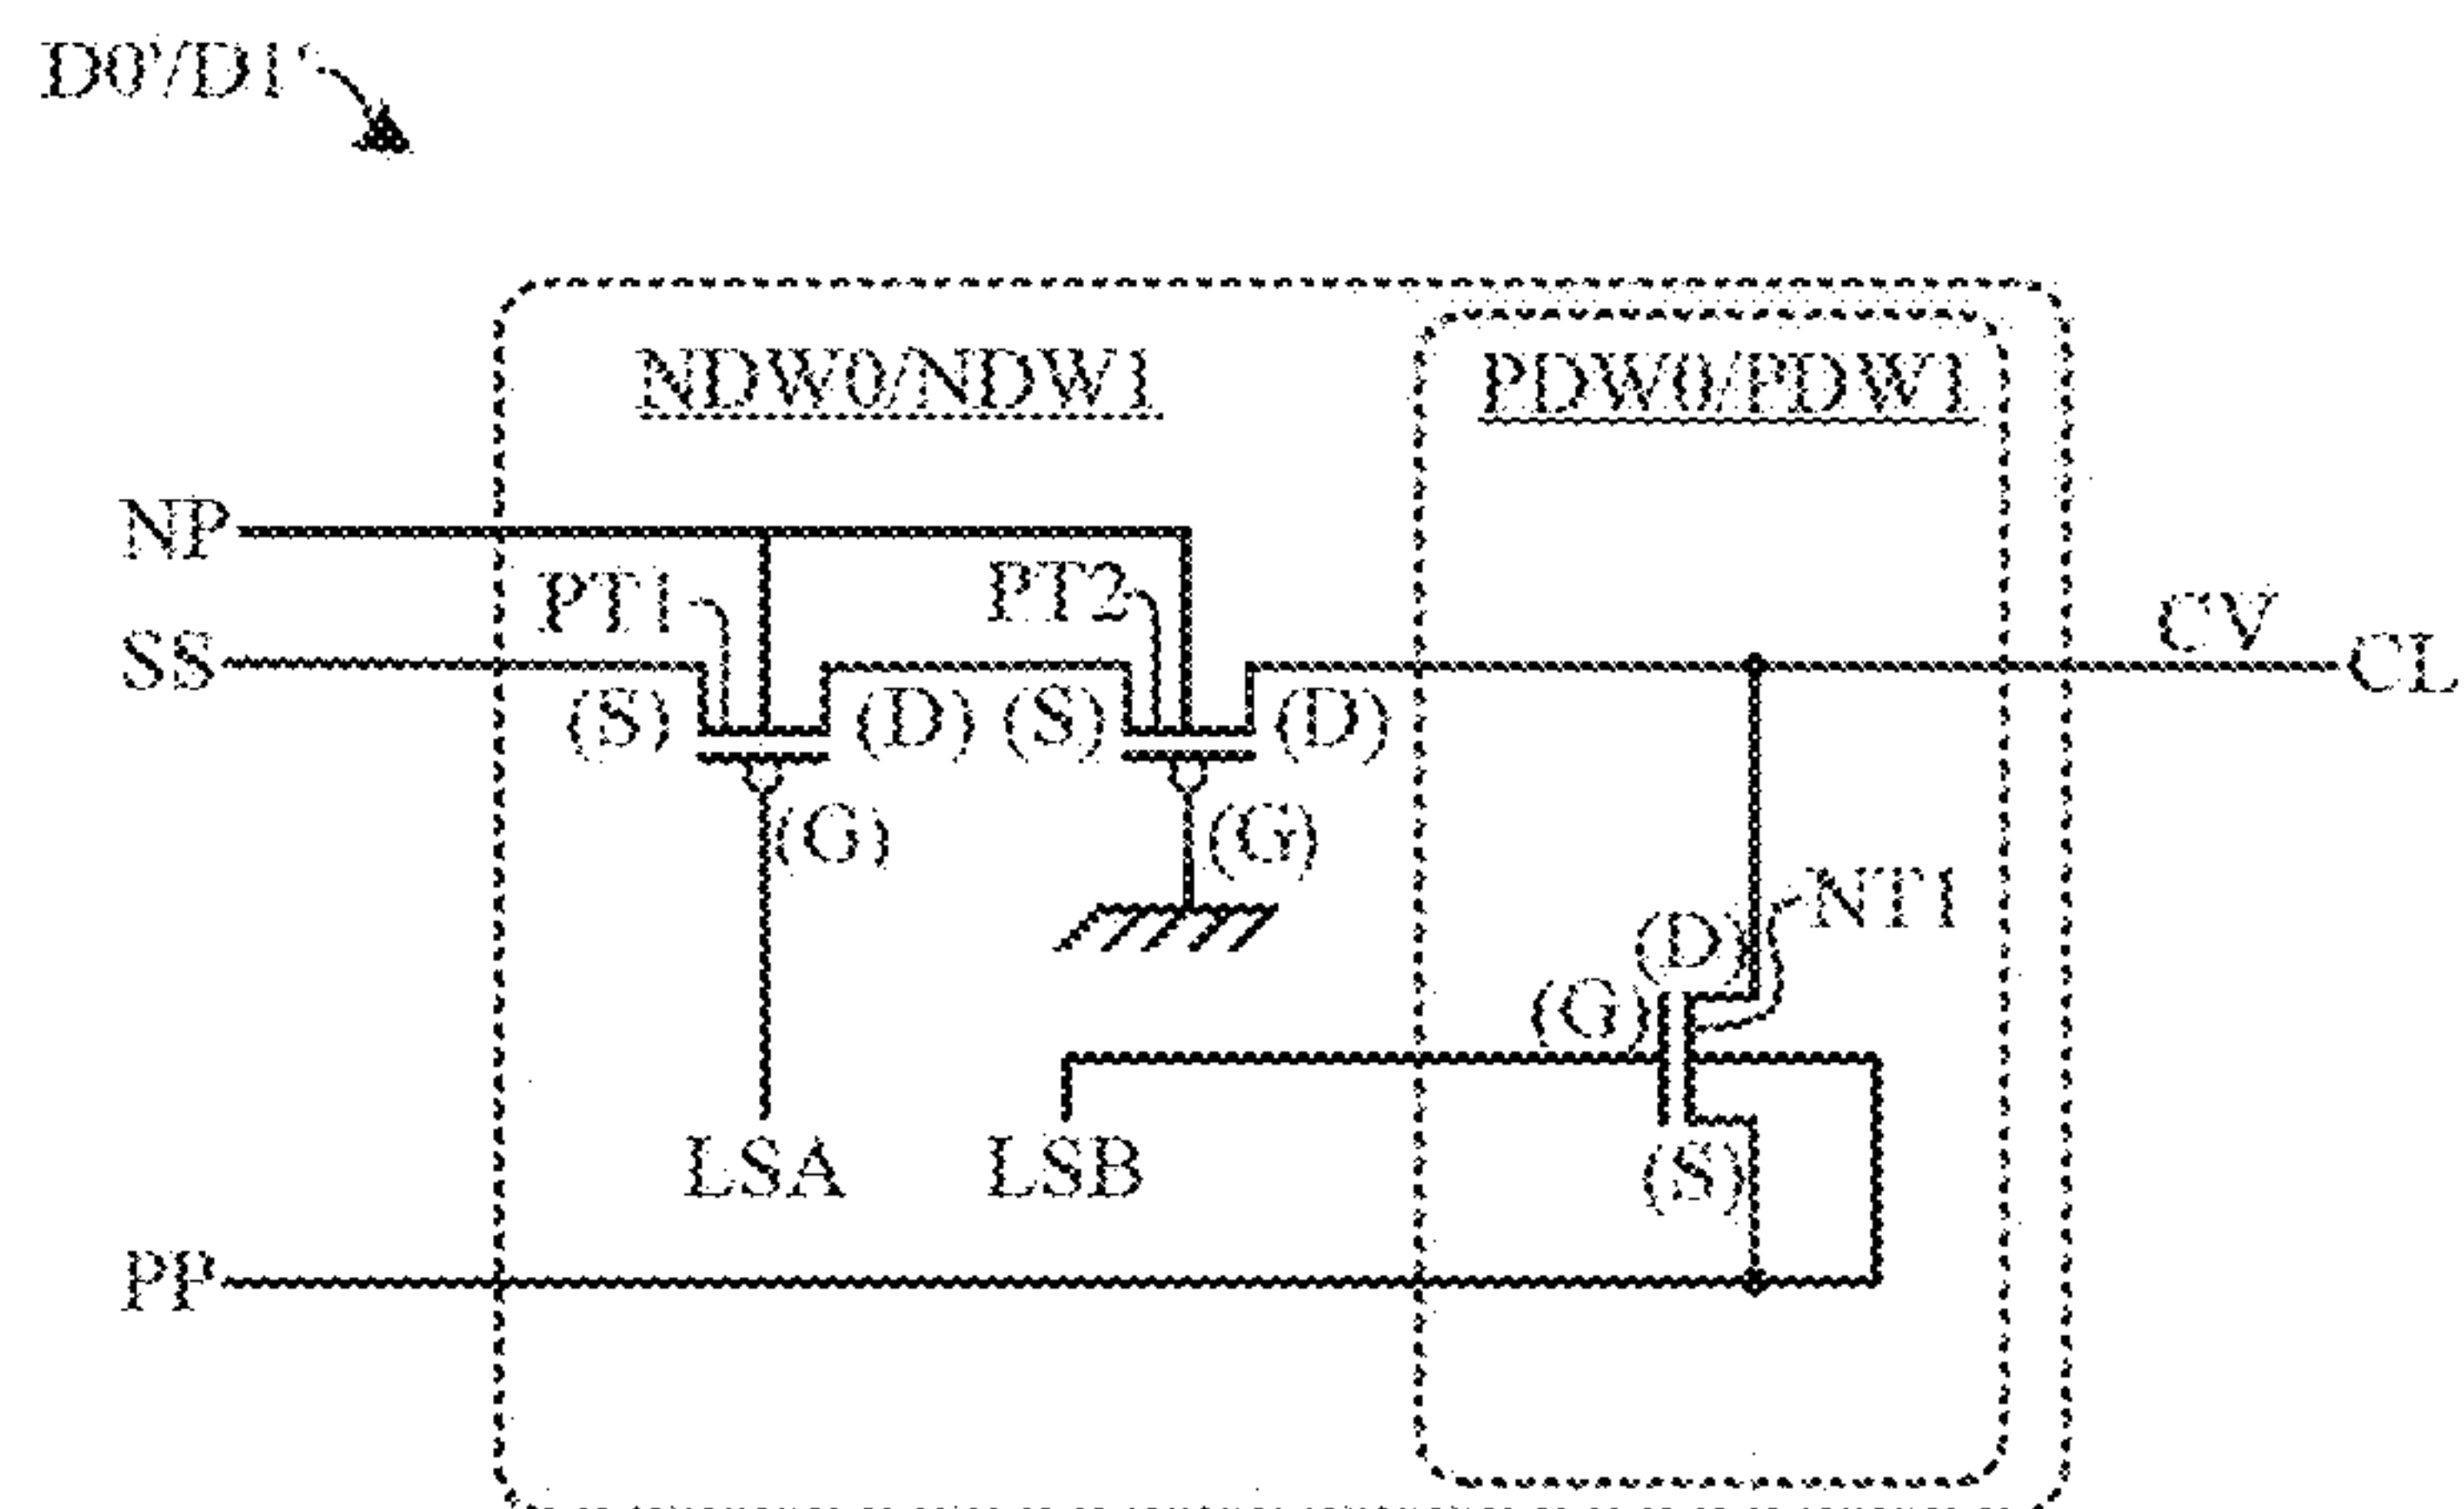 D0'/D1'
NDW0/NDW1
PDW0/PDW1
NP
PT1
PT2
SS
CV
CL
(S)
(D)
(S)
(D)
(G)
(G)
NT1
(D)
(G)
LSA
LSB
(S)
PP